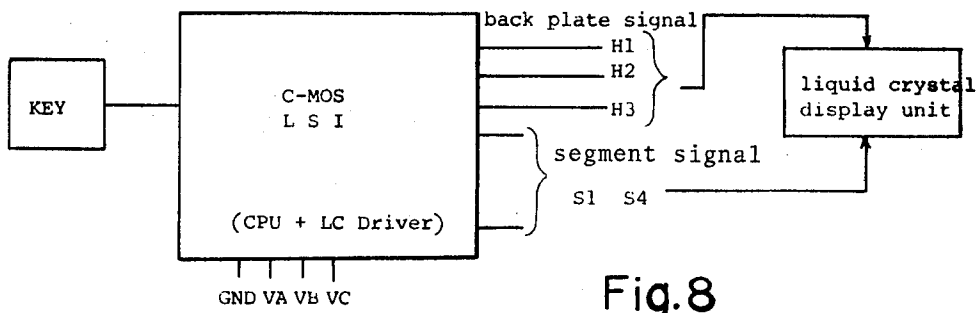 back plate signal
H1
H2
H3
KEY
C-MOS
L S I
(CPU + LC Driver)
liquid crystal
display unit
segment signal
S1 S4
GND VA VB VC
Fig.8